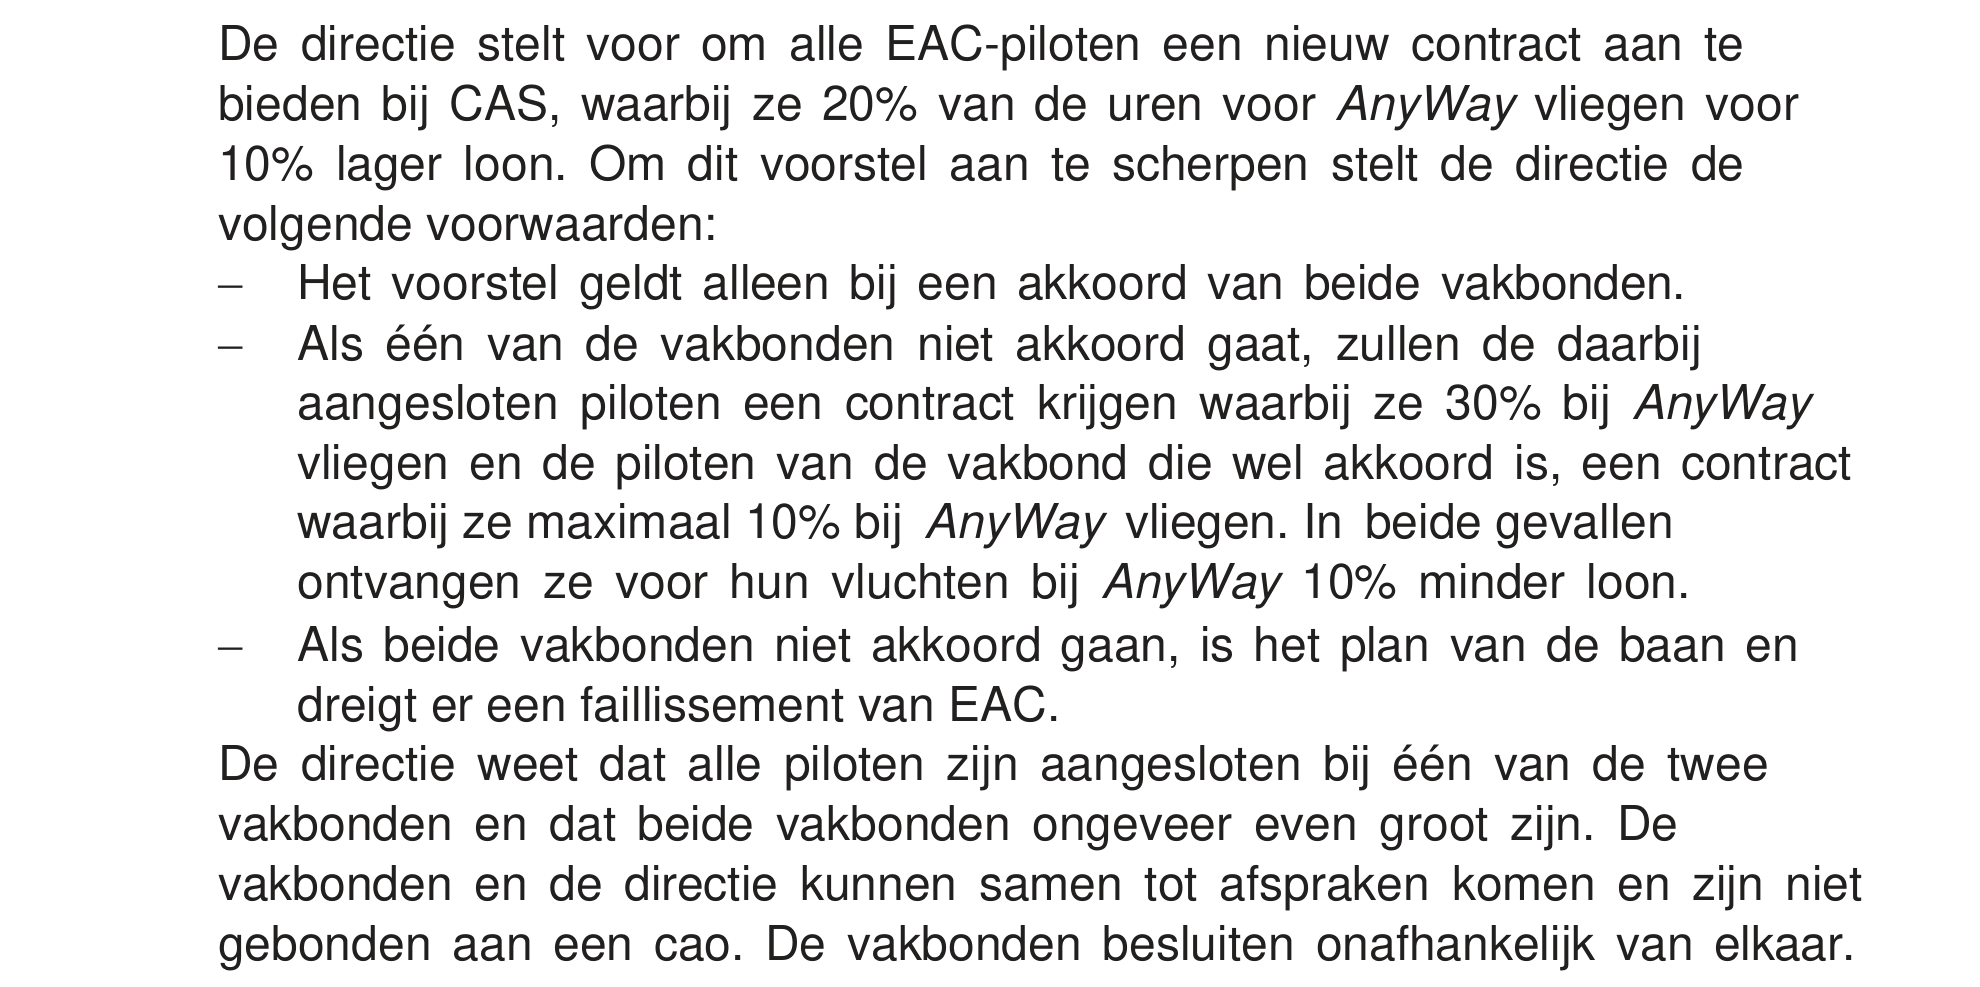 De directie stelt voor om alle EAC-piloten een nieuw contract aan te
bieden bij CAS, waarbij ze 20% van de uren voor AnyWay vliegen voor
10% lager loon. Om dit voorstel aan te scherpen stelt de directie de
volgende voorwaarden:
– Het voorstel geldt alleen bij een akkoord van beide vakbonden.
– Als één van de vakbonden niet akkoord gaat, zullen de daarbij
aangesloten piloten een contract krijgen waarbij ze 30% bij AnyWay
vliegen en de piloten van de vakbond die wel akkoord is, een contract
waarbij ze maximaal 10% bij AnyWay vliegen. In beide gevallen
ontvangen ze voor hun vluchten bij AnyWay 10% minder loon.
– Als beide vakbonden niet akkoord gaan, is het plan van de baan en
dreigt er een faillissement van EAC.
De directie weet dat alle piloten zijn aangesloten bij één van de twee
vakbonden en dat beide vakbonden ongeveer even groot zijn. De
vakbonden en de directie kunnen samen tot afspraken komen en zijn niet
gebonden aan een cao. De vakbonden besluiten onafhankelijk van elkaar.